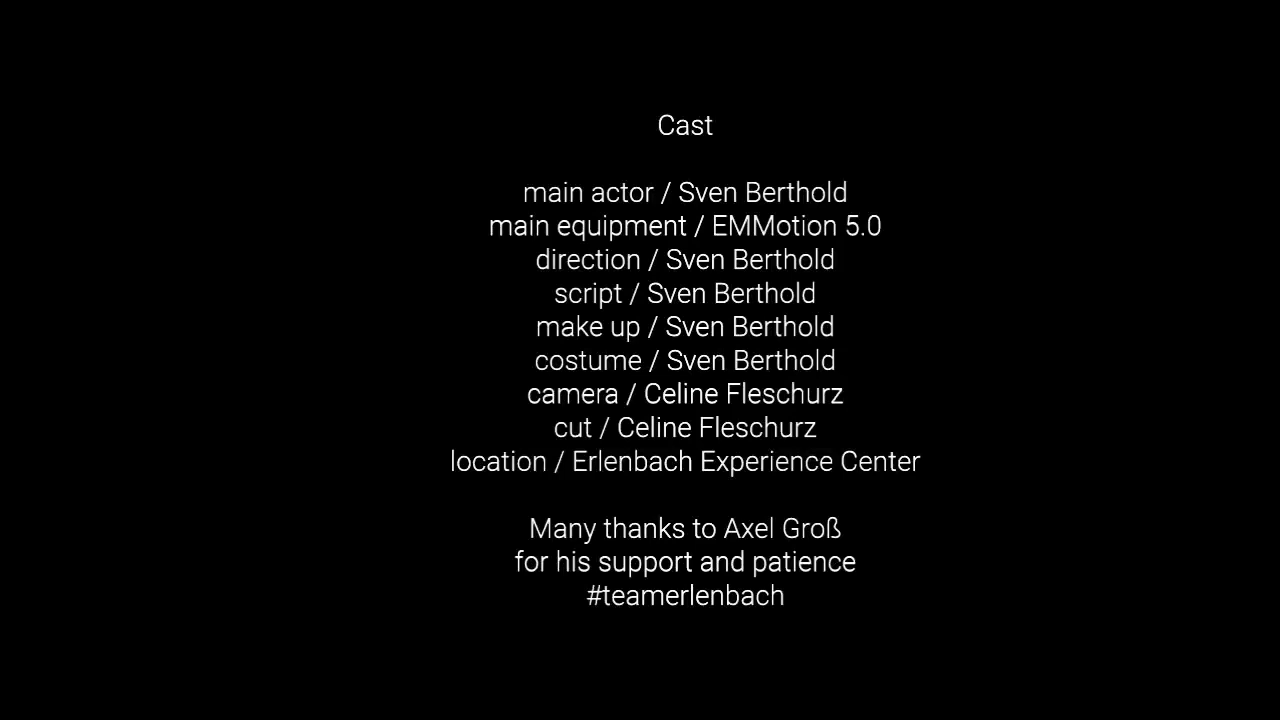 Cast
main actor / Sven Berthold
main equipment / EMMotion 5.0
direction / Sven Berthold
script / Sven Berthold
make up / Sven Berthold
costume / Sven Berthold
camera / Celine Fleschurz
cut / Celine Fleschurz
location / Erlenbach Experience Center
Many thanks to Axel Groß
for his support and patience
#teamerlenbach